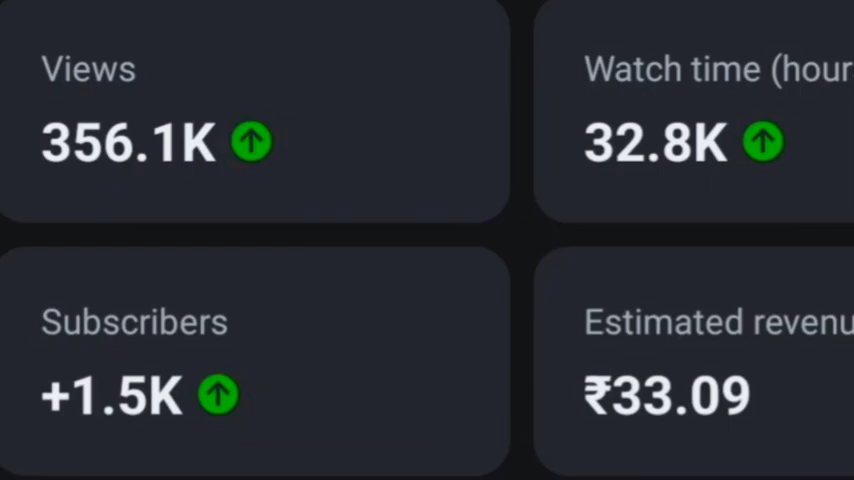 Views
356.1K
Watch time (hour
32.8K
Subscribers
+1.5K
Estimated revenu
₹33.09